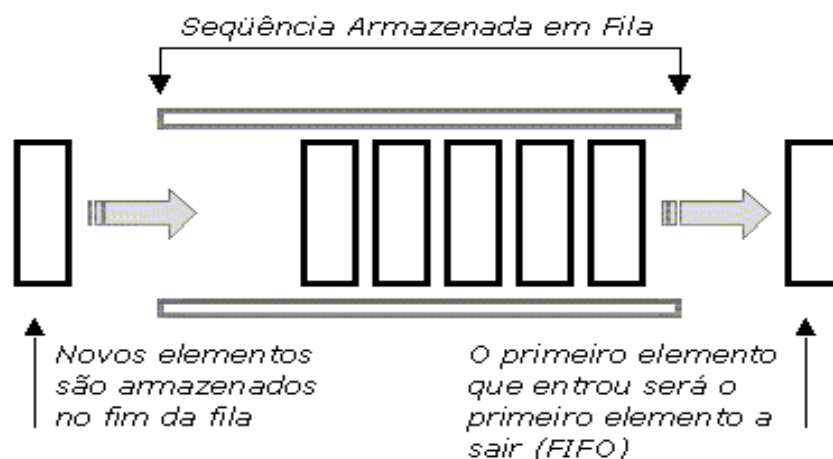 Seqüência Armazenada em Fila
Novos elementos
são armazenados
no fim da fila
O primeiro elemento
que entrou será o
primeiro elemento a
sair (FIFO)